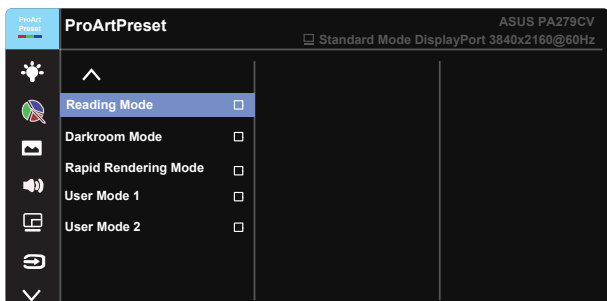 ProArt
Preset
ProArtPreset
ASUS PA279CV
Standard Mode DisplayPort 3840x2160@60Hz
Reading Mode
Darkroom Mode
Rapid Rendering Mode
User Mode 1
User Mode 2